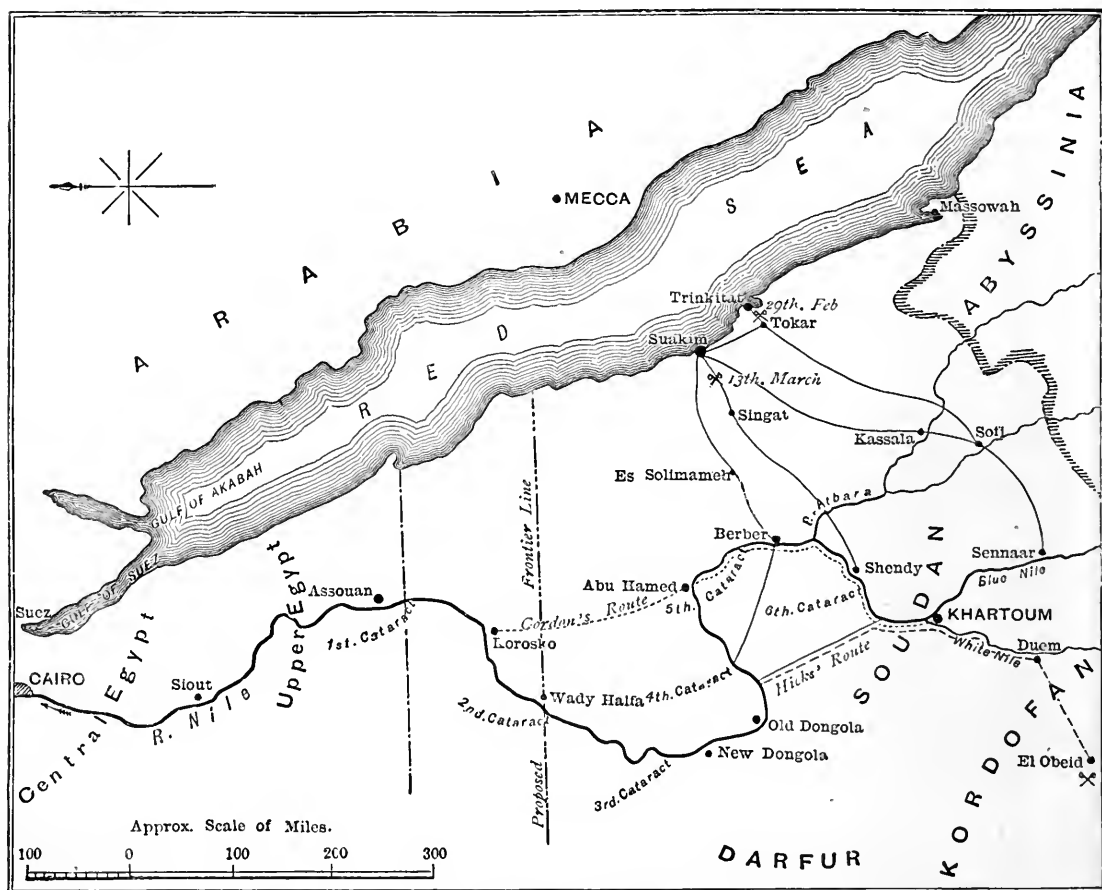 ARABIA
MECCA
RED SEA
ABYSSINIA
Massowah
Trinkitat
29th. Feb
Tokar
Suakim
13th. March
Singat
Kassala
Sofi
Es Solimameh
R. Atbara
Berber
Sennaar
Shendy
Blue Nile
SOUDAN
KHARTOUM
Duem
White Nile
Hicks' Route
6th. Cataract
5th. Cataract
Abu Hamed
Gordon's Route
Frontier Line
Proposed
GULF OF AKABAH
GULF OF SUEZ
Suez
Upper Egypt
Assouan
1st. Cataract
Lorosko
CAIRO
Central Egypt
Siout
R. Nile
Wady Halfa
4th. Cataract
2nd. Cataract
Old Dongola
New Dongola
3rd. Cataract
El Obeid
KORDOFAN
DARFUR
Approx. Scale of Miles.
100 0 100 200 300